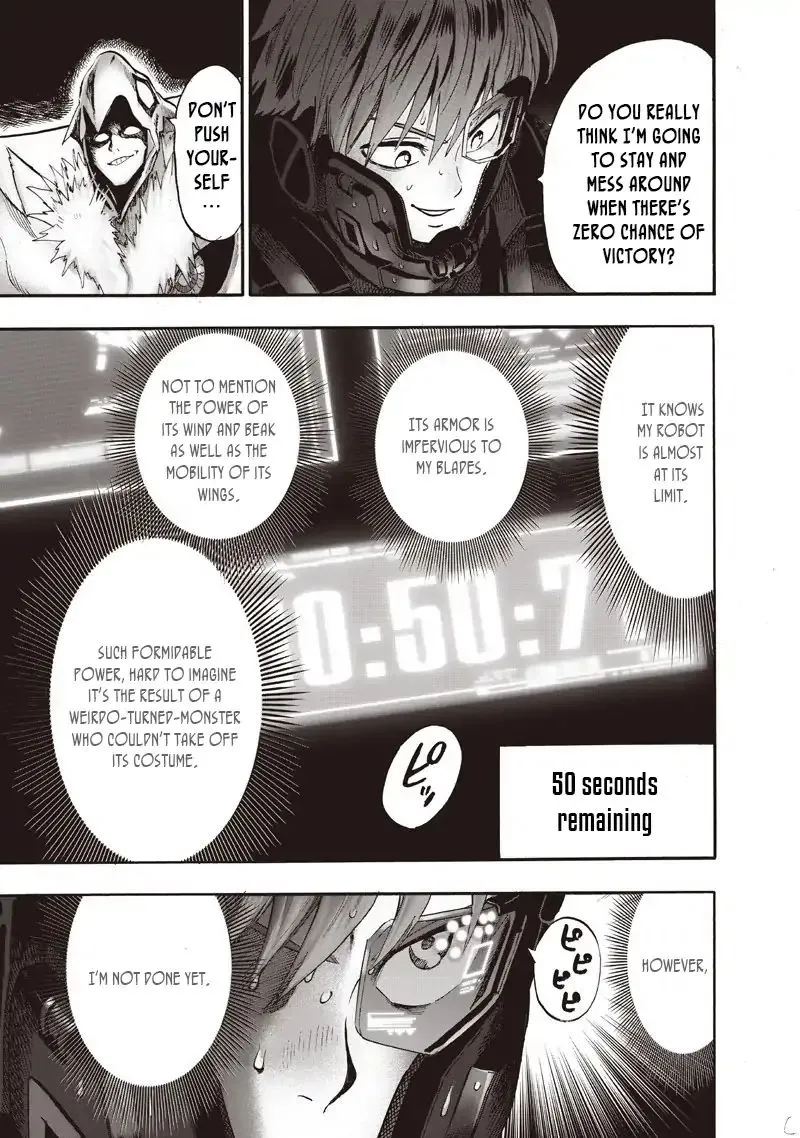 DO YOU REALLY
THINK I'M GOING
TO STAY AND
MESS AROUND
WHEN THERE'S
ZERO CHANCE OF
VICTORY?
DON'T
PUSH
YOUR-
SELF
...
IT KNOWS
MY ROBOT
IS ALMOST
AT ITS
LIMIT.
ITS ARMOR IS
IMPERVIOUS TO
MY BLADES.
NOT TO MENTION
THE POWER OF
ITS WIND AND BEAK
AS WELL AS THE
MOBILITY OF ITS
WINGS.
0:50:7
SUCH FORMIDABLE
POWER, HARD TO IMAGINE
IT'S THE RESULT OF A
WEIRDO-TURNED-MONSTER
WHO COULDN'T TAKE OFF
ITS COSTUME.
ピッ
50 seconds
remaining
HOWEVER,
ピピピ
I'M NOT DONE YET.